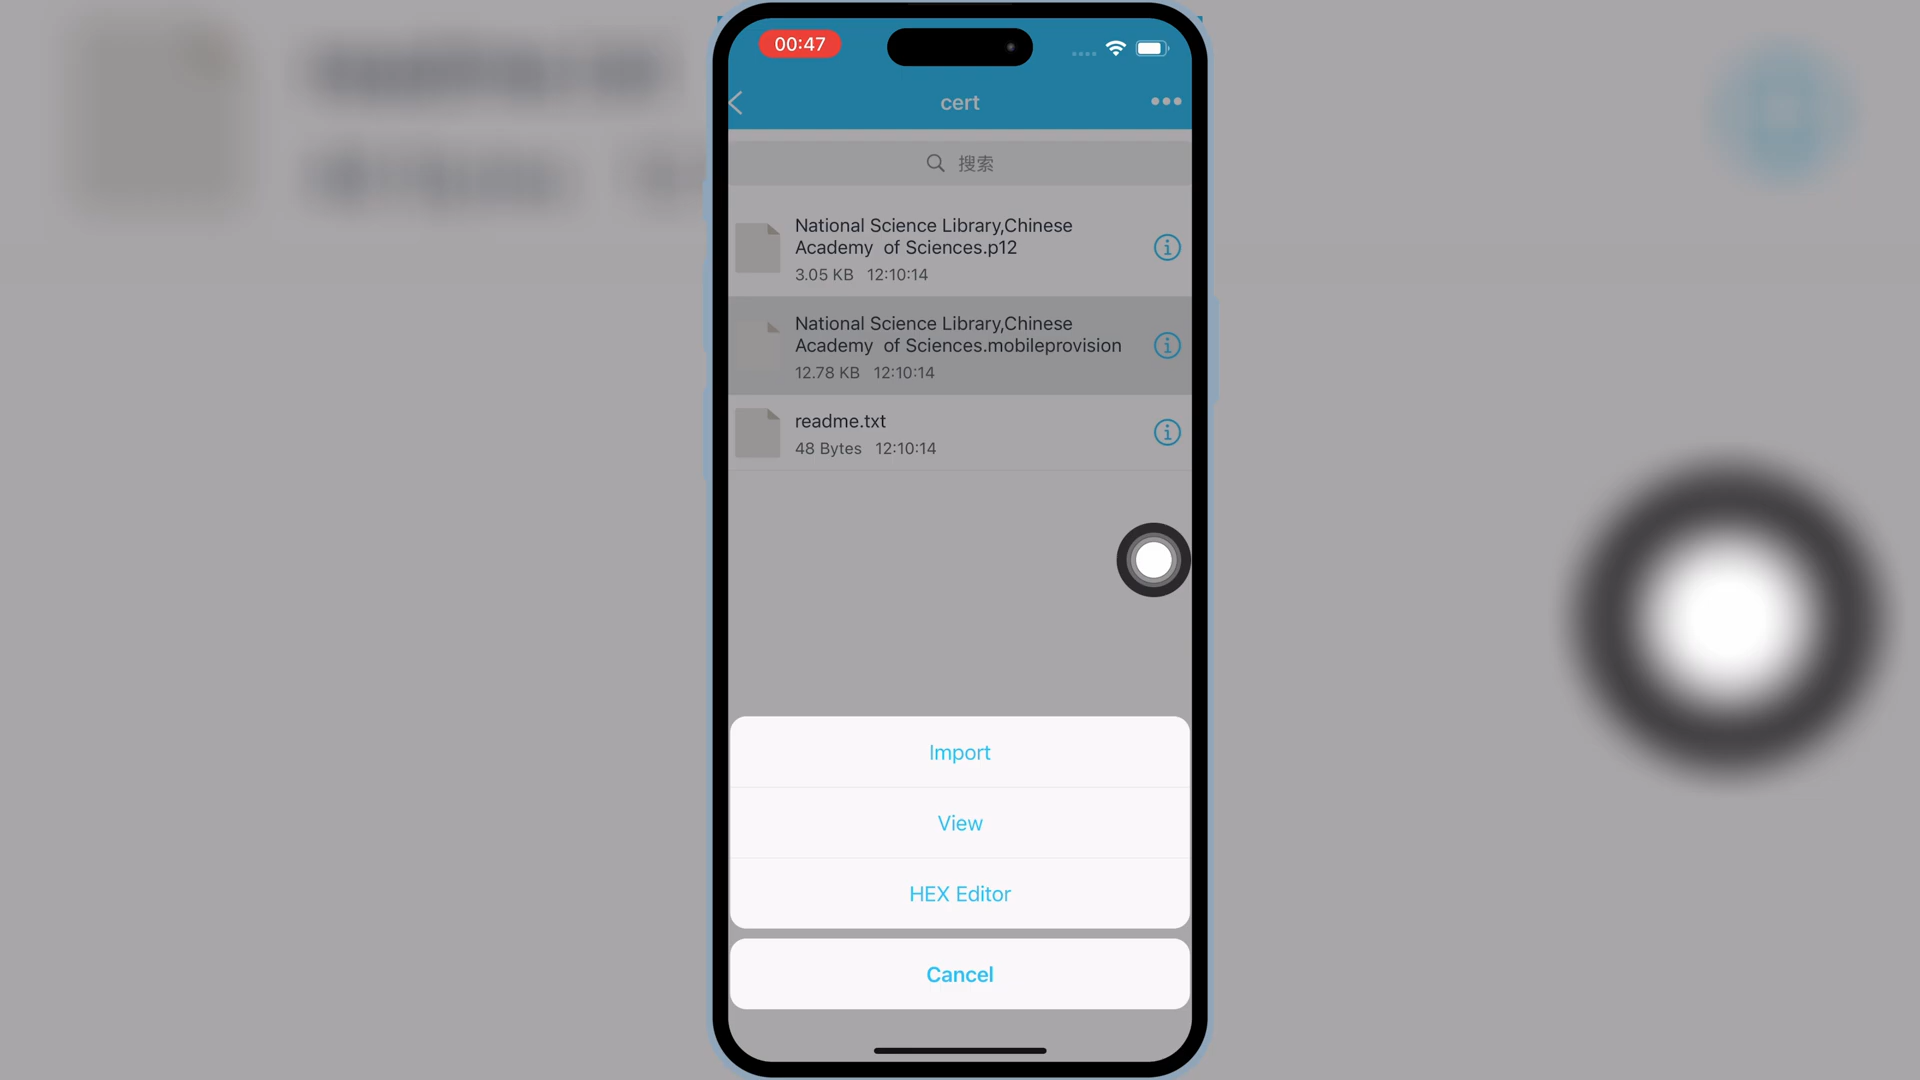 00:47
cert
搜索
National Science Library,Chinese
Academy of Sciences.p12
3.05 KB 12:10:14
National Science Library,Chinese
Academy of Sciences.mobileprovision
12.78 KB 12:10:14
readme.txt
48 Bytes 12:10:14
Import
View
HEX Editor
Cancel